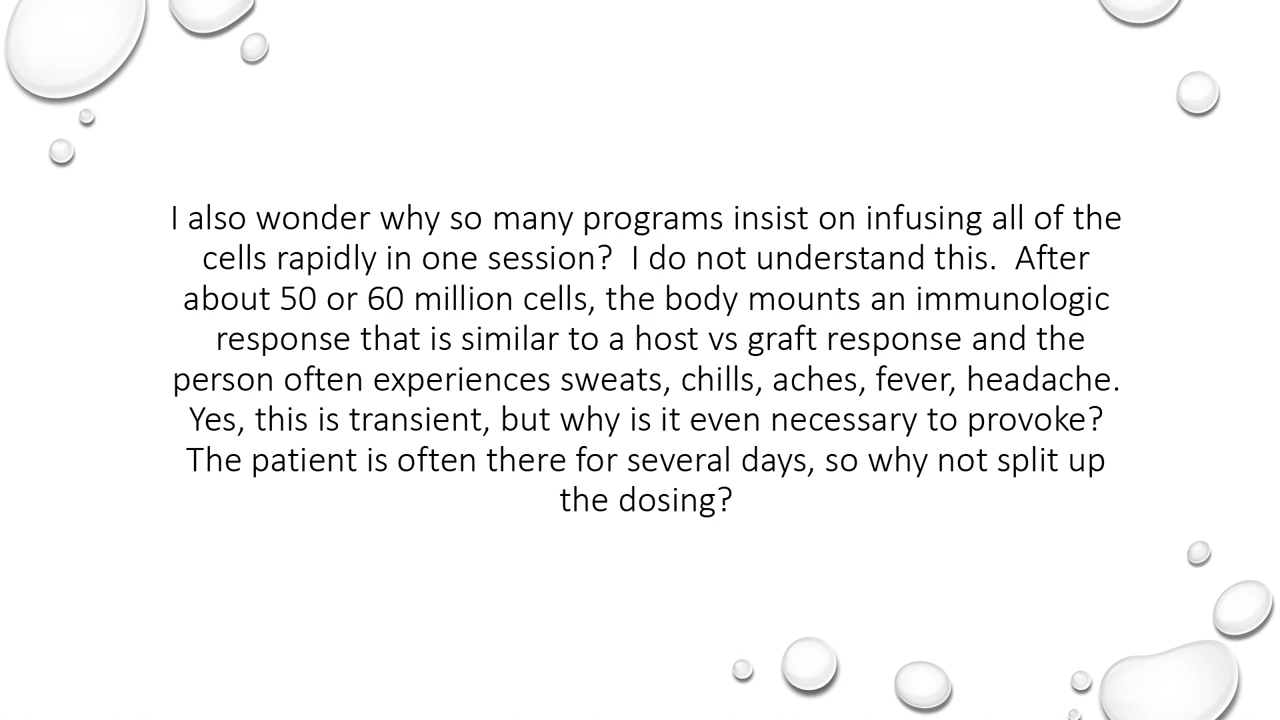 I also wonder why so many programs insist on infusing all of the
cells rapidly in one session?  I do not understand this.  After
about 50 or 60 million cells, the body mounts an immunologic
response that is similar to a host vs graft response and the
person often experiences sweats, chills, aches, fever, headache.
Yes, this is transient, but why is it even necessary to provoke?
The patient is often there for several days, so why not split up
the dosing?